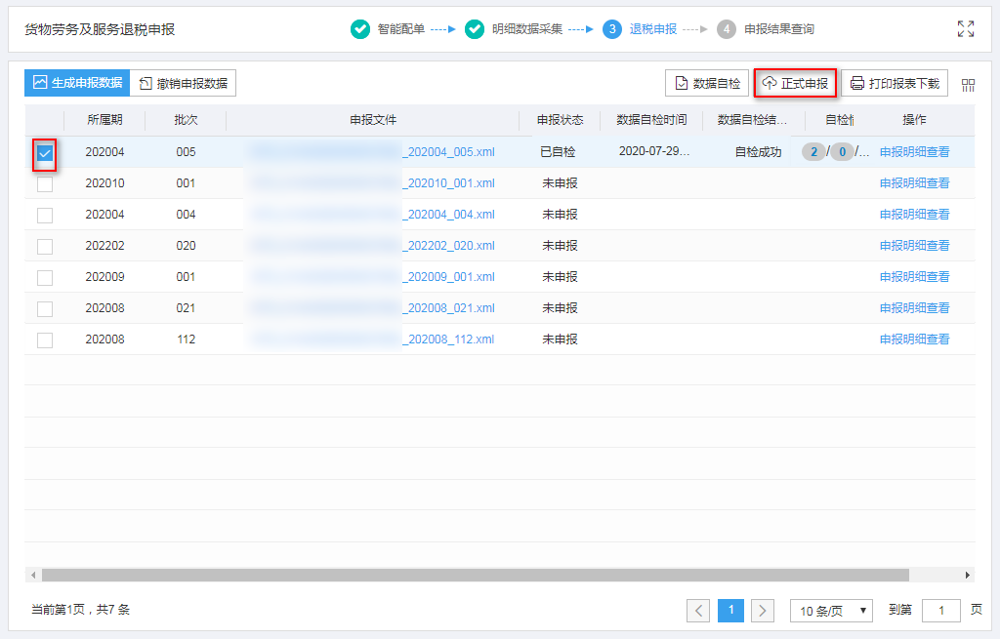 货物劳务及服务退税申报 智能配单 明细数据采集 3 退税申报 4 申报结果查询
生成申报数据 撤销申报数据 数据自检 正式申报 打印报表下载
所属期 批次 申报文件 申报状态 数据自检时间 数据自检结... 自检 操作
202004 005 _202004_005.xml 已自检 2020-07-29... 自检成功 2 / 0 /... 申报明细查看
202010 001 _202010_001.xml 未申报 申报明细查看
202004 004 _202004_004.xml 未申报 申报明细查看
202202 020 _202202_020.xml 未申报 申报明细查看
202009 001 _202009_001.xml 未申报 申报明细查看
202008 021 _202008_021.xml 未申报 申报明细查看
202008 112 _202008_112.xml 未申报 申报明细查看
当前第1页，共7 条 1 10 条/页 到第 1 页